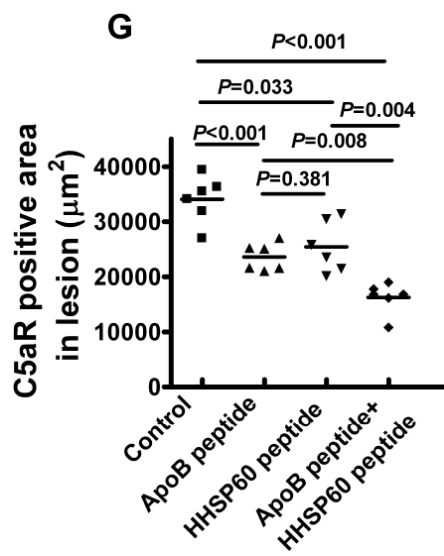 G
P<0.001
P=0.033
P=0.004
P<0.001
P=0.008
P=0.381
C5aR positive area
in lesion (μm²)
40000
30000
20000
10000
0
Control
ApoB peptide
HHSP60 peptide
ApoB peptide+
HHSP60 peptide